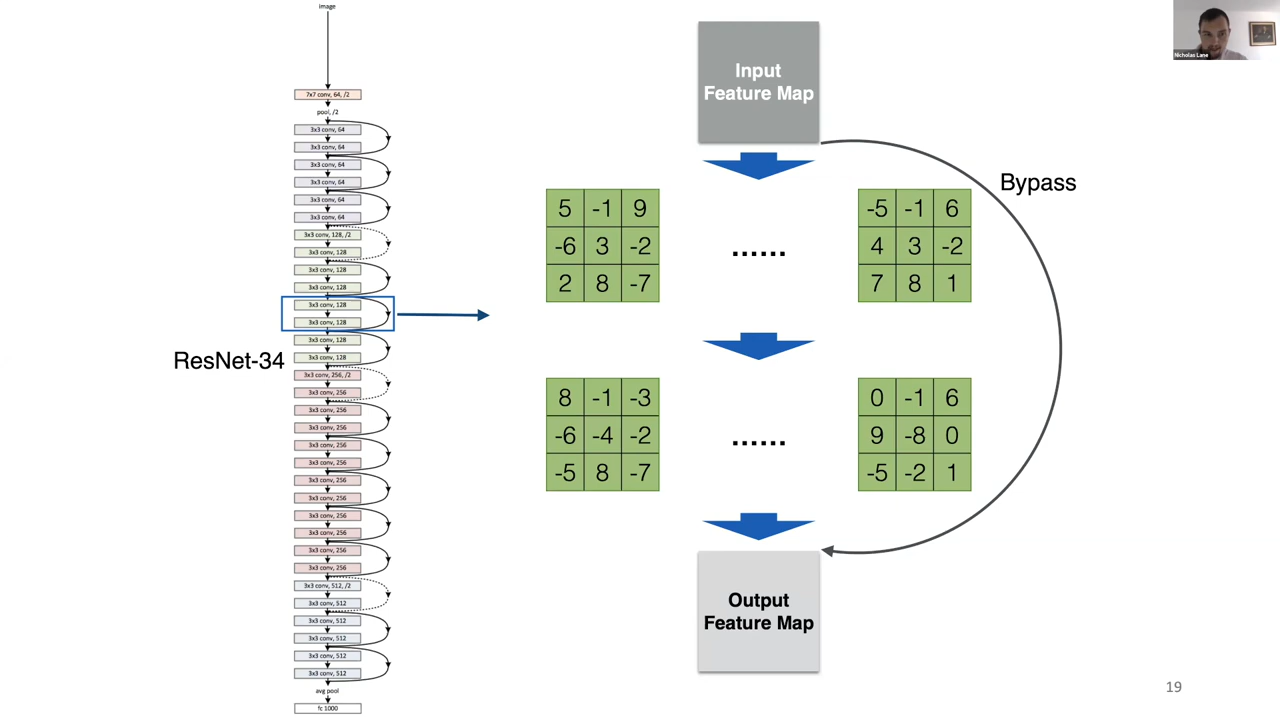 image
7x7 conv, 64, /2
pool, /2
3x3 conv, 64
3x3 conv, 64
3x3 conv, 64
3x3 conv, 64
3x3 conv, 64
3x3 conv, 64
3x3 conv, 128, /2
3x3 conv, 128
3x3 conv, 128
3x3 conv, 128
3x3 conv, 128
3x3 conv, 128
3x3 conv, 128
3x3 conv, 128
3x3 conv, 256, /2
3x3 conv, 256
3x3 conv, 256
3x3 conv, 256
3x3 conv, 256
3x3 conv, 256
3x3 conv, 256
3x3 conv, 256
3x3 conv, 256
3x3 conv, 256
3x3 conv, 256
3x3 conv, 256
3x3 conv, 512, /2
3x3 conv, 512
3x3 conv, 512
3x3 conv, 512
3x3 conv, 512
3x3 conv, 512
avg pool
fc 1000
ResNet-34
Input
Feature Map
Bypass
5 -1 9
-6 3 -2
2 8 -7
......
-5 -1 6
4 3 -2
7 8 1
8 -1 -3
-6 -4 -2
-5 8 -7
......
0 -1 6
9 -8 0
-5 -2 1
Output
Feature Map
Nicholas Lane
19